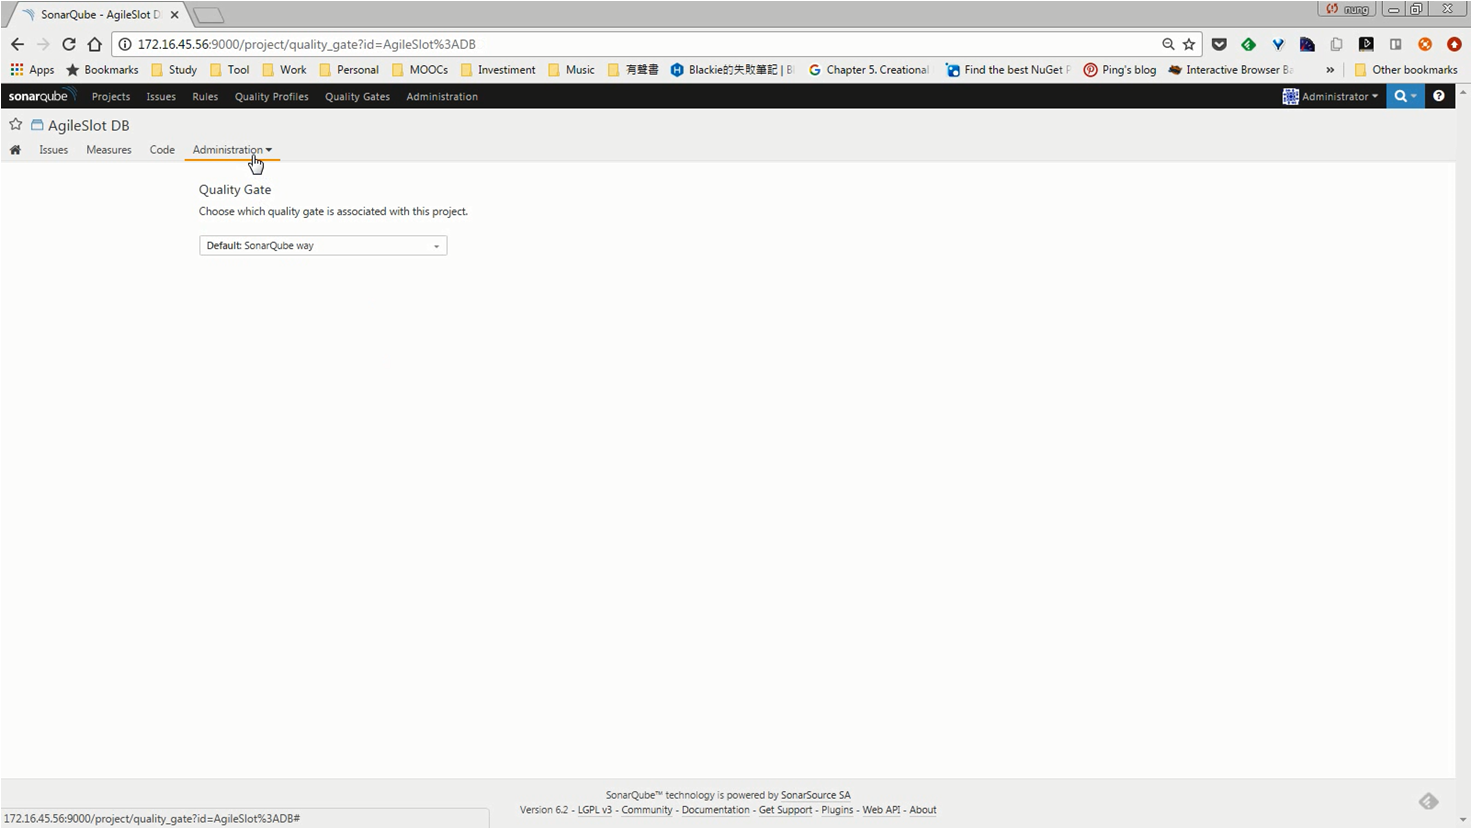 SonarQube - AgileSlot D
nung
172.16.45.56:9000/project/quality_gate?id=AgileSlot%3ADB
Apps Bookmarks Study Tool Work Personal MOOCs Investiment Music 有聲書 Blackie的失敗筆記 | Bl Chapter 5. Creational Find the best NuGet P Ping's blog Interactive Browser Ba » Other bookmarks
sonarqube Projects Issues Rules Quality Profiles Quality Gates Administration Administrator
AgileSlot DB
Issues Measures Code Administration
Quality Gate
Choose which quality gate is associated with this project.
Default: SonarQube way
SonarQube™ technology is powered by SonarSource SA
Version 6.2 - LGPL v3 - Community - Documentation - Get Support - Plugins - Web API - About
172.16.45.56:9000/project/quality_gate?id=AgileSlot%3ADB#